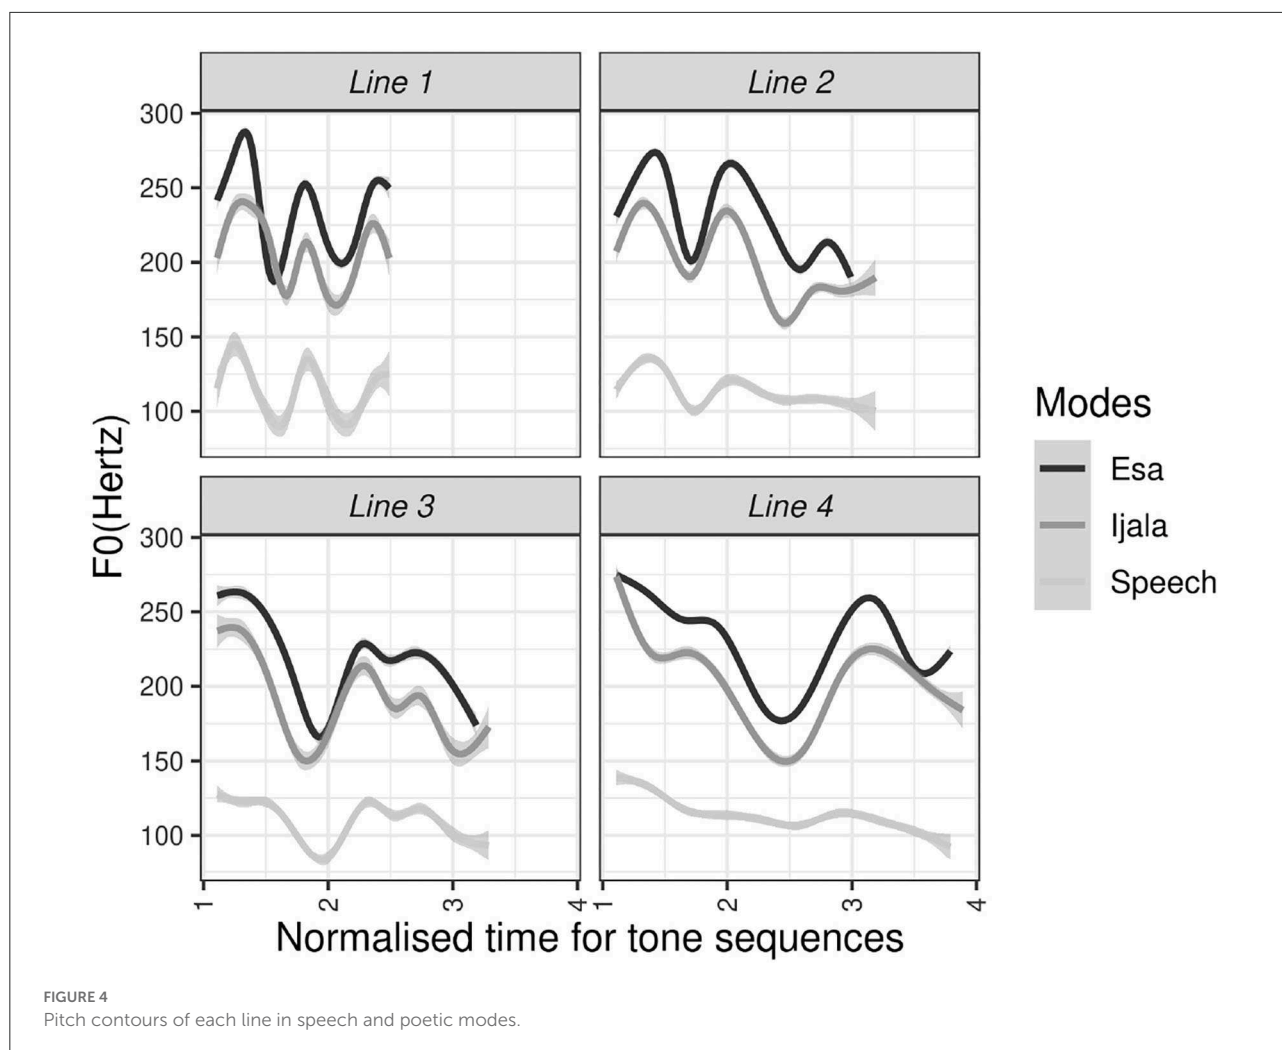 Line 1
Line 2
300
250
200
150
100
Line 3
Line 4
300
250
200
150
100
F0(Hertz)
1
2
3
4
1
2
3
4
Normalised time for tone sequences
Modes
Esa
Ijala
Speech
FIGURE 4
Pitch contours of each line in speech and poetic modes.